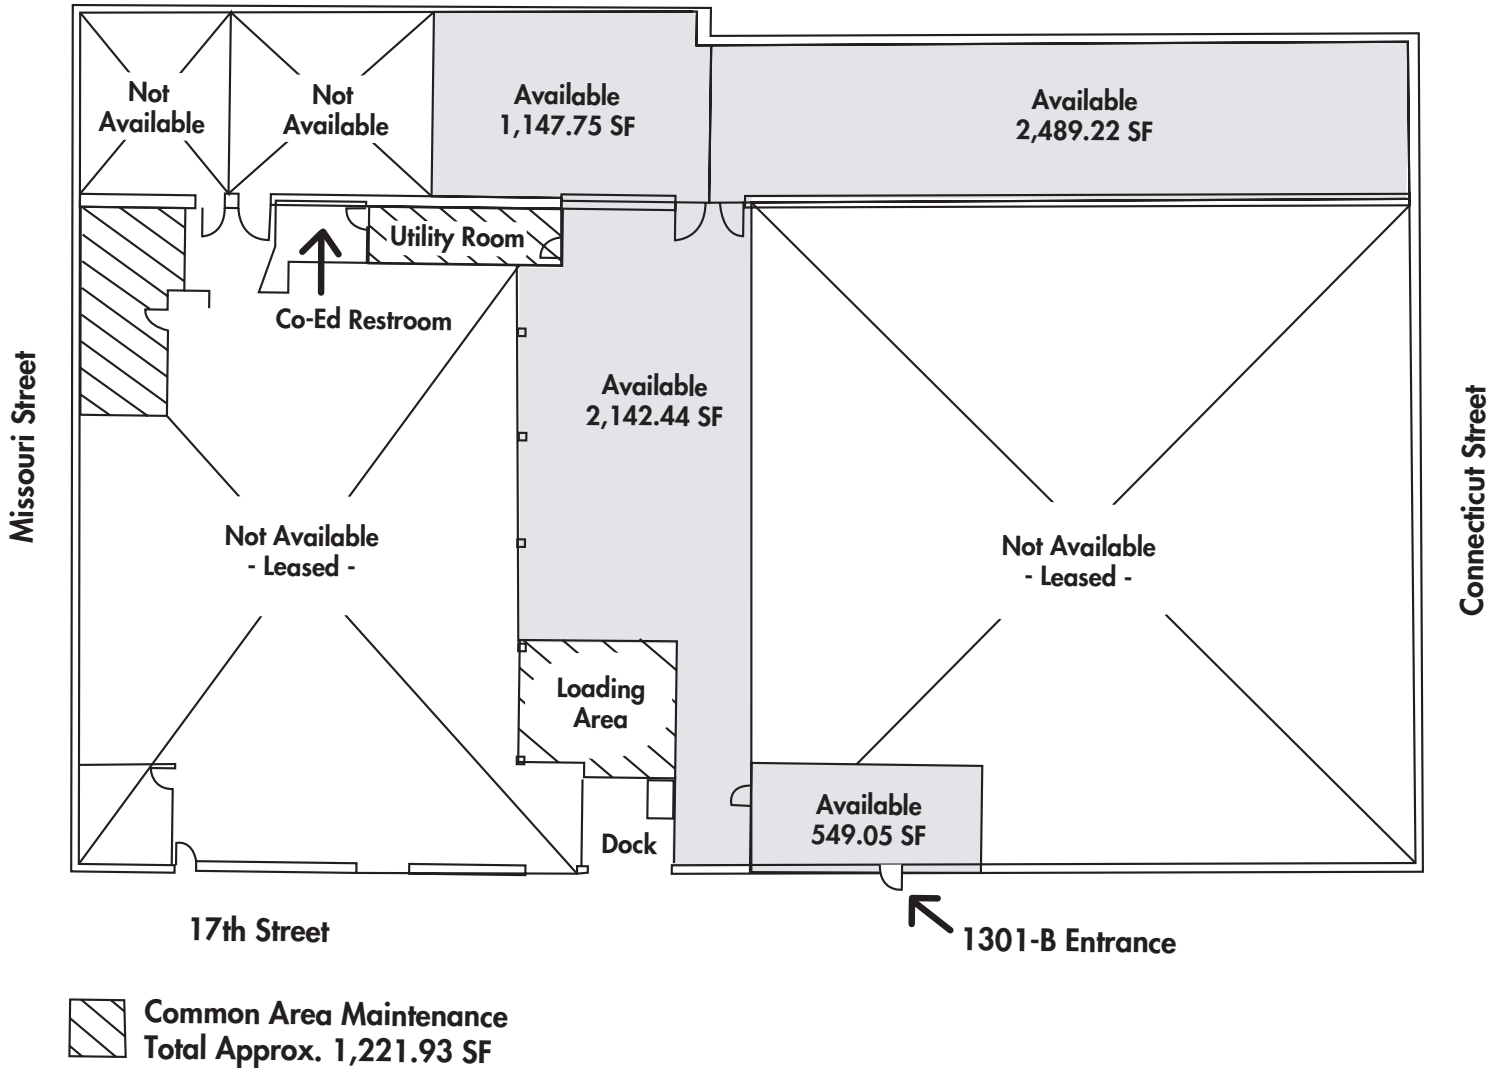 Not
Available
Not
Available
Available
1,147.75 SF
Available
2,489.22 SF
Utility Room
Co-Ed Restroom
Available
2,142.44 SF
Missouri Street
Connecticut Street
Not Available
- Leased -
Not Available
- Leased -
Loading
Area
Available
549.05 SF
Dock
17th Street
1301-B Entrance
Common Area Maintenance
Total Approx. 1,221.93 SF